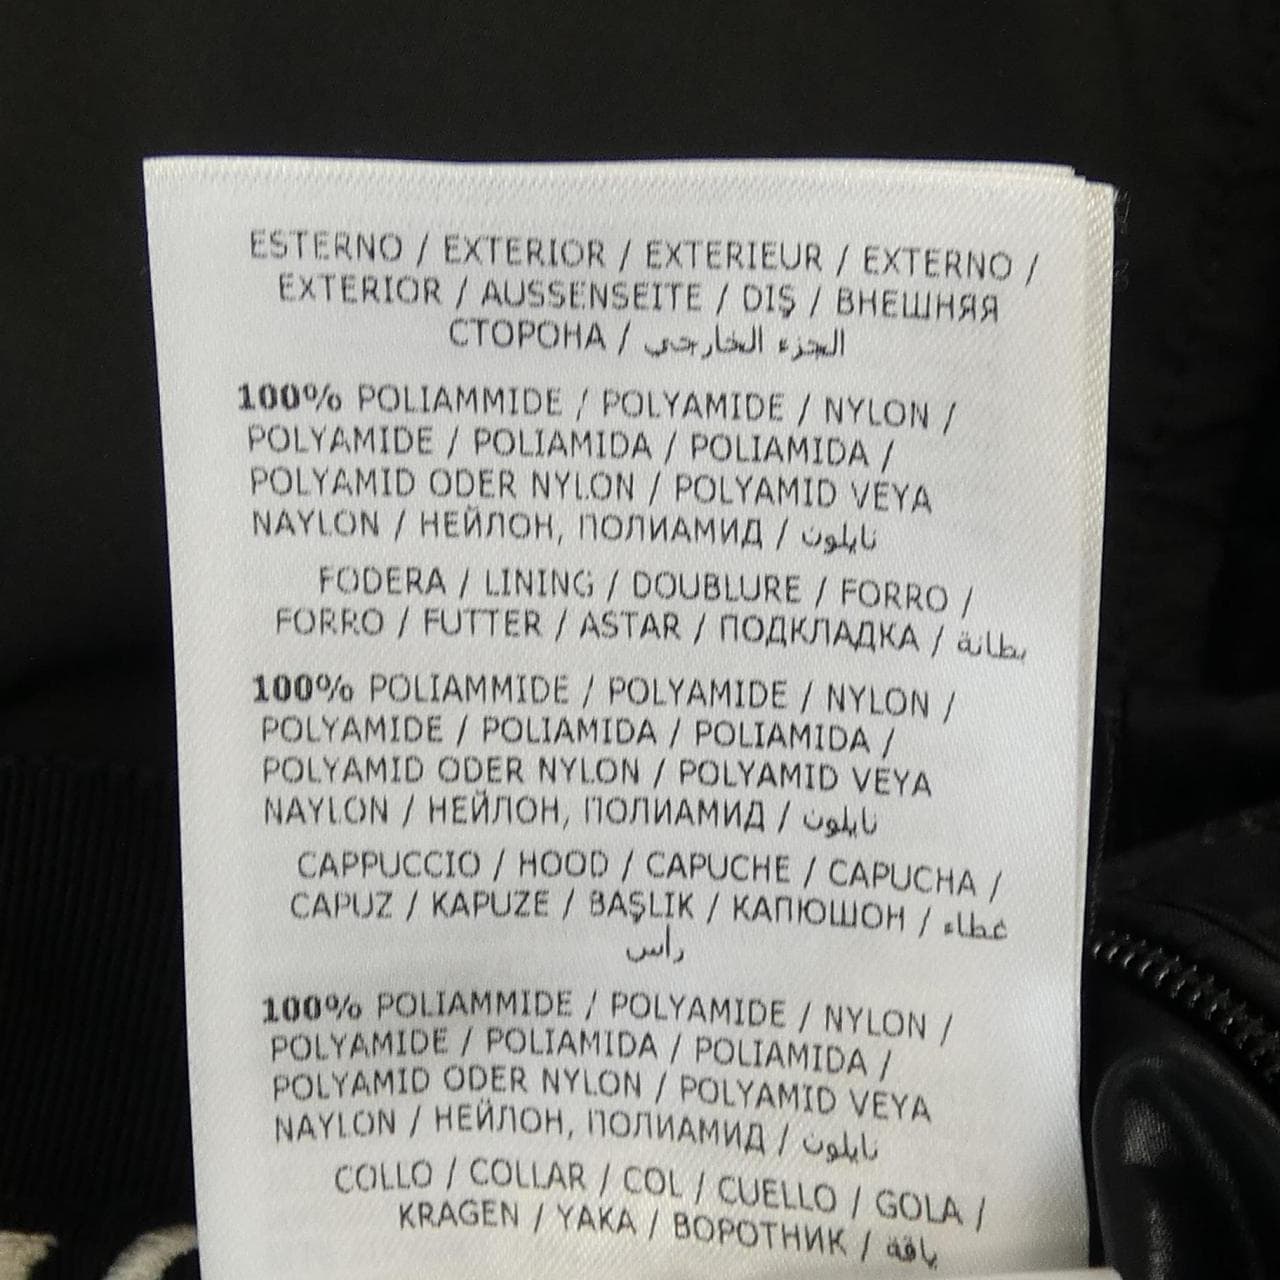 ESTERNO / EXTERIOR / EXTERIEUR / EXTERNO /
EXTERIOR / AUSSENSEITE / DIŞ / ВНЕШНЯЯ
СТОРОНА / الجزء الخارجي
100% POLIAMMIDE / POLYAMIDE / NYLON /
POLYAMIDE / POLIAMIDA / POLIAMIDA /
POLYAMID ODER NYLON / POLYAMID VEYA
NAYLON / НЕЙЛОН, ПОЛИАМИД / نايلون
FODERA / LINING / DOUBLURE / FORRO /
FORRO / FUTTER / ASTAR / ПОДКЛАДКА / بطانة
100% POLIAMMIDE / POLYAMIDE / NYLON /
POLYAMIDE / POLIAMIDA / POLIAMIDA /
POLYAMID ODER NYLON / POLYAMID VEYA
NAYLON / НЕЙЛОН, ПОЛИАМИД / نايلون
CAPPUCCIO / HOOD / CAPUCHE / CAPUCHA /
CAPUZ / KAPUZE / BAŞLIK / КАПЮШОН / غطاء
رأس
100% POLIAMMIDE / POLYAMIDE / NYLON /
POLYAMIDE / POLIAMIDA / POLIAMIDA /
POLYAMID ODER NYLON / POLYAMID VEYA
NAYLON / НЕЙЛОН, ПОЛИАМИД / نايلون
COLLO / COLLAR / COL / CUELLO / GOLA /
KRAGEN / YAKA / ВОРОТНИК / ياقة